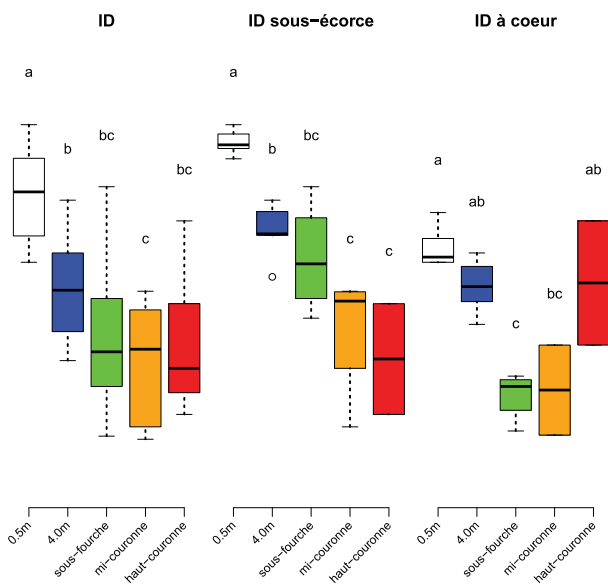 ID
ID sous−écorce
ID à coeur
a
b
bc
c
bc
a
b
bc
c
c
a
ab
c
bc
ab
0.5m
4.0m
sous−fourche
mi−couronne
haut−couronne
0.5m
4.0m
sous−fourche
mi−couronne
haut−couronne
0.5m
4.0m
sous−fourche
mi−couronne
haut−couronne